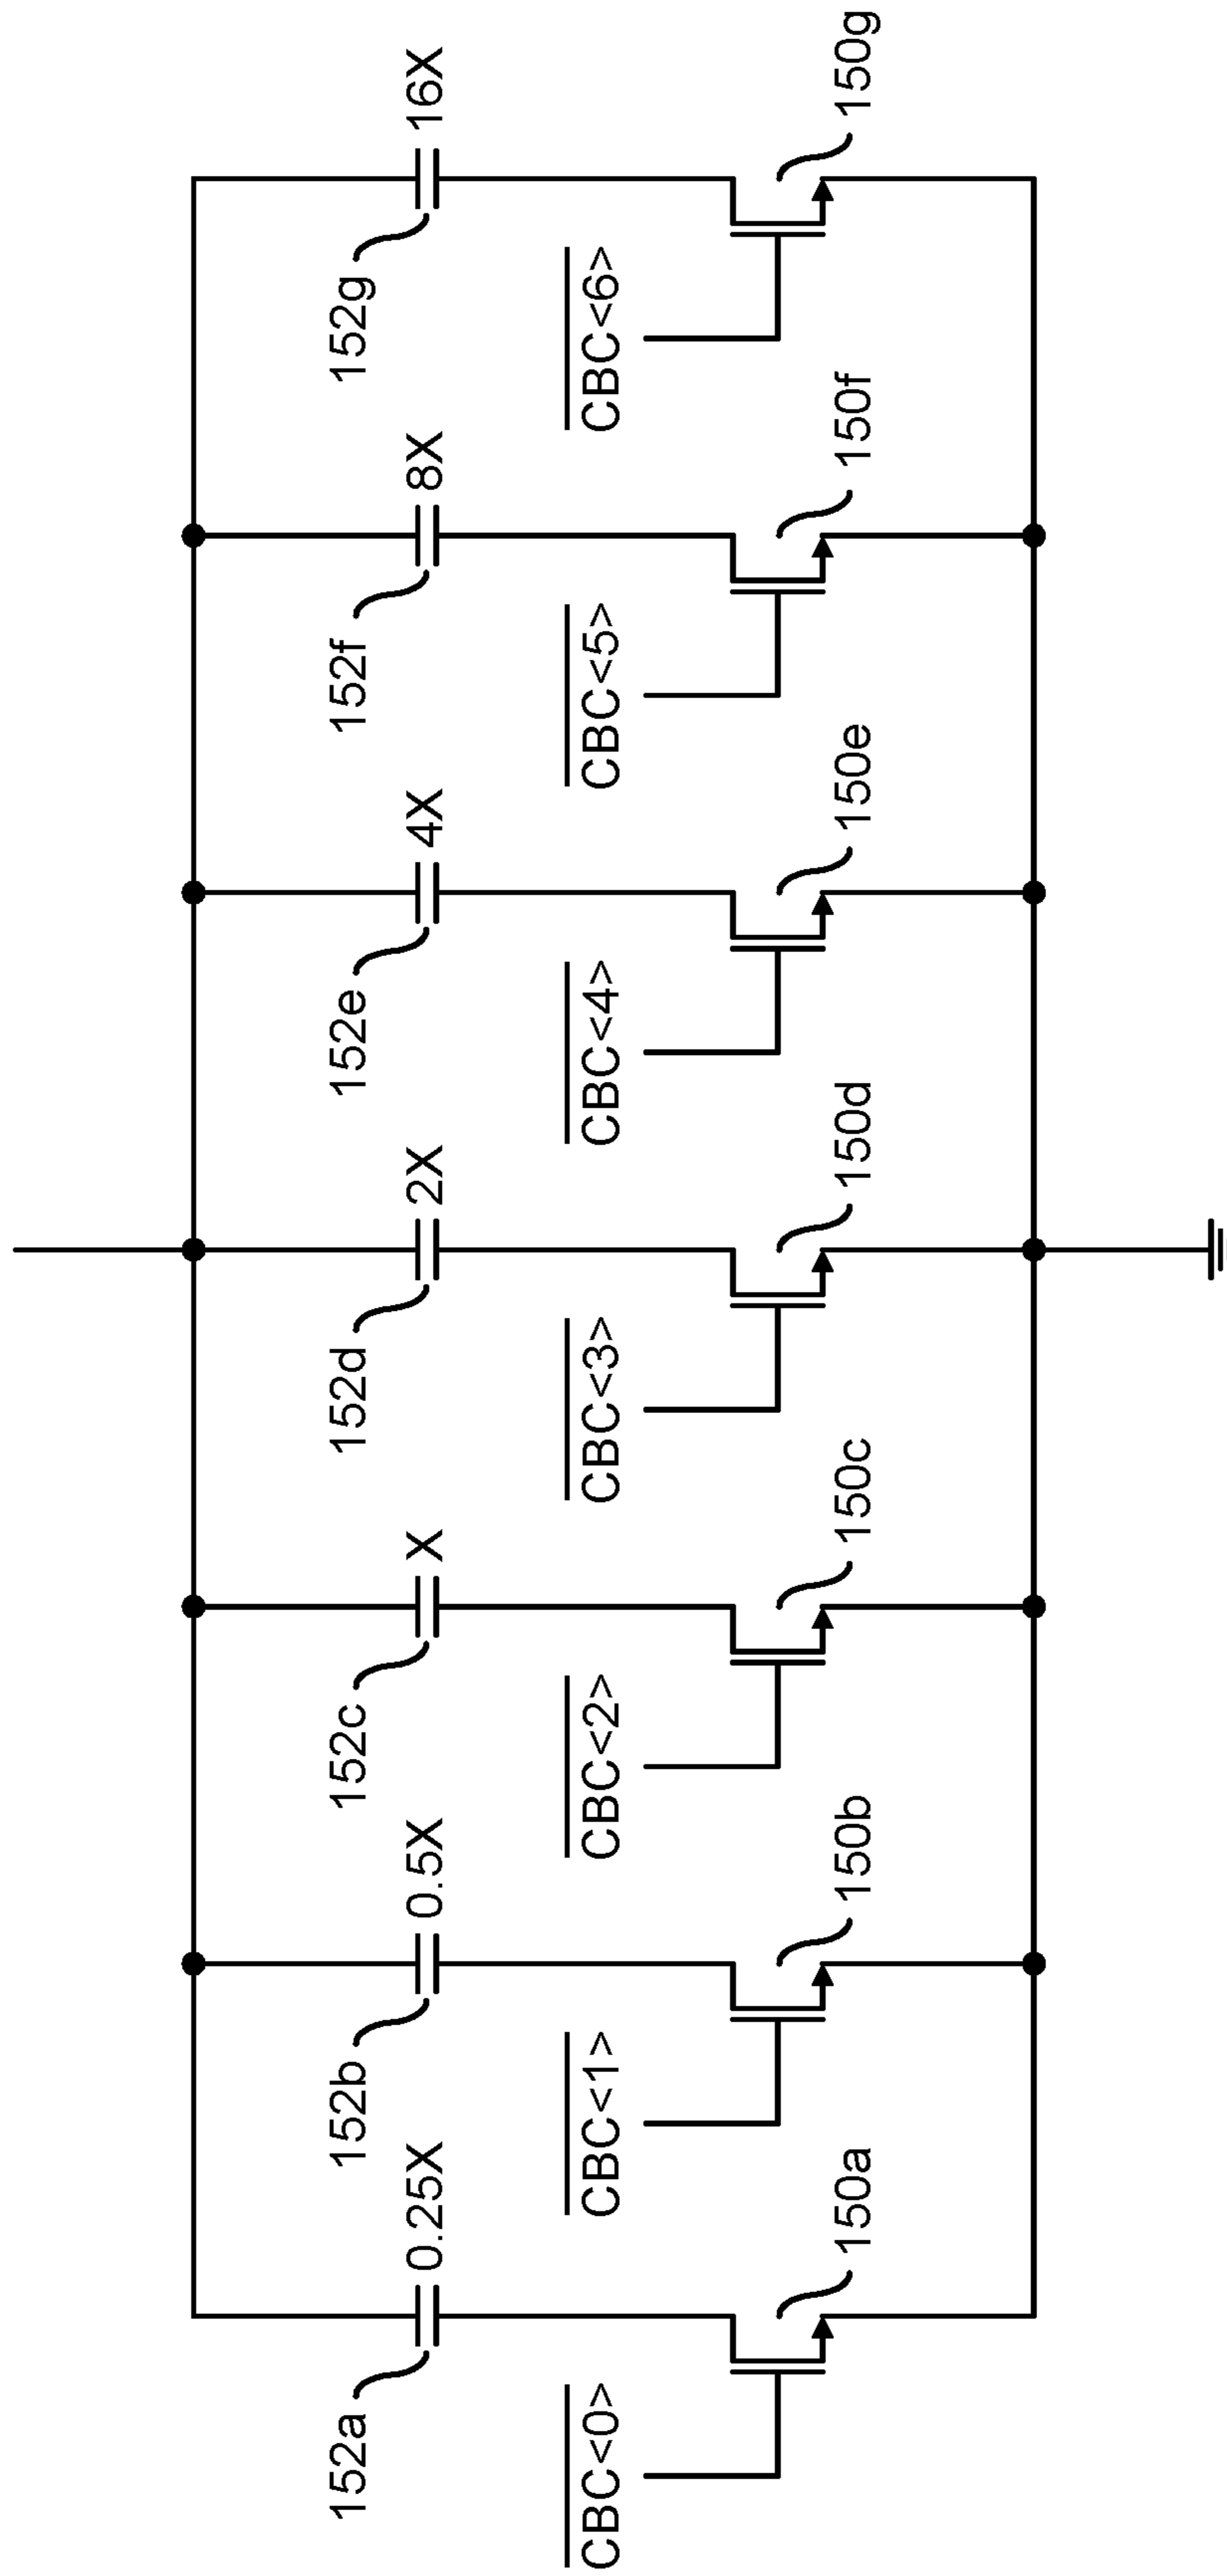 152a
0.25X
152b
0.5X
152c
X
152d
2X
152e
4X
152f
8X
152g
16X
CBC<0>
CBC<1>
CBC<2>
CBC<3>
CBC<4>
CBC<5>
CBC<6>
150a
150b
150c
150d
150e
150f
150g